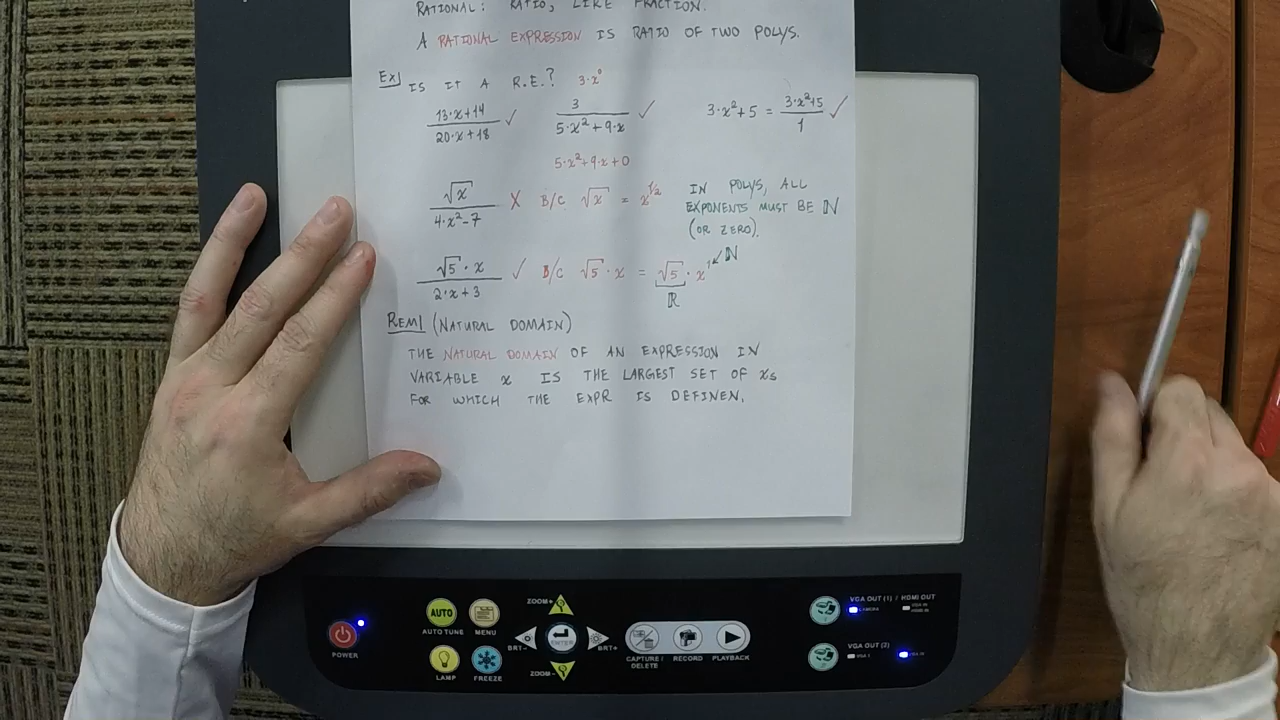 RATIONAL: RATIO, LIKE FRACTION.
A RATIONAL EXPRESSION IS RATIO OF TWO POLYS.
Ex) IS IT A R.E.? 3·x⁰
(13·x+14)/(20·x+18) ✓ 3/(5·x²+9·x) ✓ 3·x²+5 = (3·x²+5)/1 ✓
5·x²+9·x+0
√x/(4·x²-7) X B/C √x = x^(1/2) IN POLYS, ALL
EXPONENTS MUST BE ℕ
(OR ZERO).
(√5·x)/(2·x+3) ✓ B/C √5·x = √5·x¹ ℕ
ℝ
REM) (NATURAL DOMAIN)
THE NATURAL DOMAIN OF AN EXPRESSION IN
VARIABLE x IS THE LARGEST SET OF xs
FOR WHICH THE EXPR IS DEFINEN.
ZOOM+
AUTO
AUTO TUNE MENU BRT- ENTER BRT+ CAPTURE / DELETE RECORD PLAYBACK
POWER
LAMP FREEZE ZOOM-
VGA OUT (1) / HDMI OUT
VGA OUT (2)